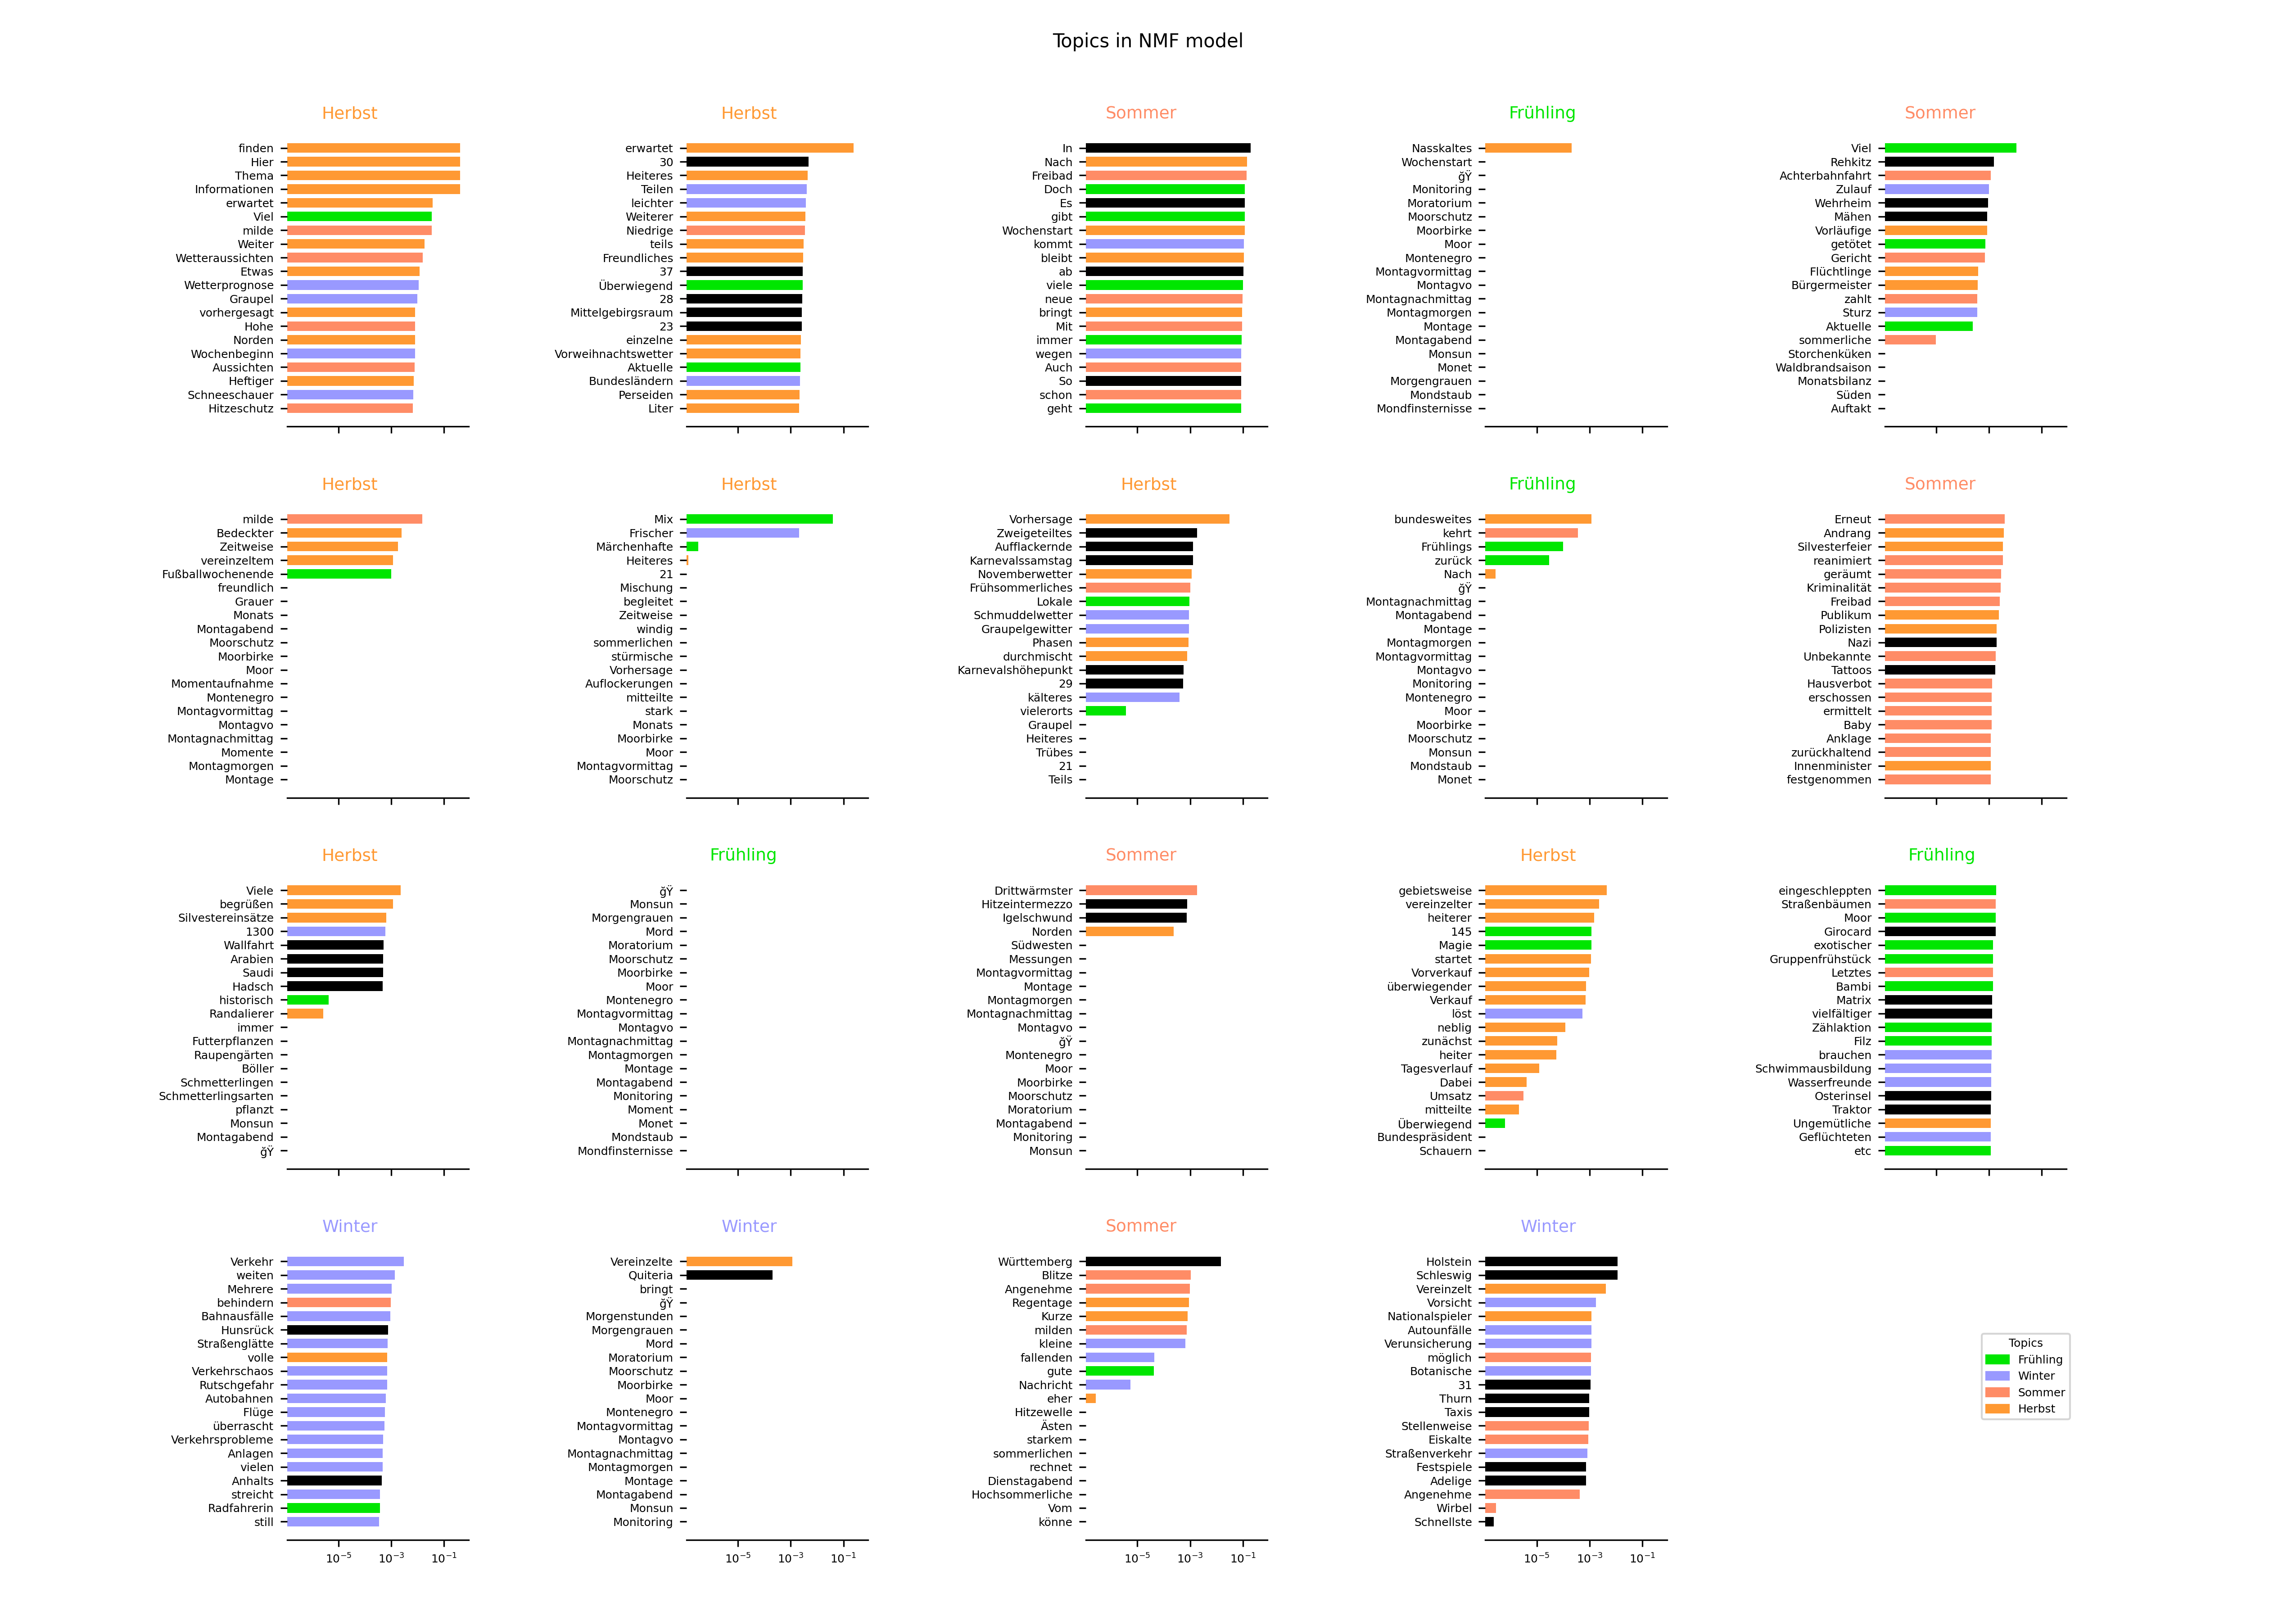 Topics in NMF model
Herbst
finden
Hier
Thema
Informationen
erwartet
Viel
milde
Weiter
Wetteraussichten
Etwas
Wetterprognose
Graupel
vorhergesagt
Hohe
Norden
Wochenbeginn
Aussichten
Heftiger
Schneeschauer
Hitzeschutz
Herbst
erwartet
30
Heiteres
Teilen
leichter
Weiterer
Niedrige
teils
Freundliches
37
Überwiegend
28
Mittelgebirgsraum
23
einzelne
Vorweihnachtswetter
Aktuelle
Bundesländern
Perseiden
Liter
Sommer
In
Nach
Freibad
Doch
Es
gibt
Wochenstart
kommt
bleibt
ab
viele
neue
bringt
Mit
immer
wegen
Auch
So
schon
geht
Frühling
Nasskaltes
Wochenstart
ğŸ
Monitoring
Moratorium
Moorschutz
Moorbirke
Moor
Montenegro
Montagvormittag
Montagvo
Montagnachmittag
Montagmorgen
Montage
Montagabend
Monsun
Monet
Morgengrauen
Mondstaub
Mondfinsternisse
Sommer
Viel
Rehkitz
Achterbahnfahrt
Zulauf
Wehrheim
Mähen
Vorläufige
getötet
Gericht
Flüchtlinge
Bürgermeister
zahlt
Sturz
Aktuelle
sommerliche
Storchenküken
Waldbrandsaison
Monatsbilanz
Süden
Auftakt
Herbst
milde
Bedeckter
Zeitweise
vereinzeltem
Fußballwochenende
freundlich
Grauer
Monats
Montagabend
Moorschutz
Moorbirke
Moor
Momentaufnahme
Montenegro
Montagvormittag
Montagvo
Montagnachmittag
Momente
Montagmorgen
Montage
Herbst
Mix
Frischer
Märchenhafte
Heiteres
21
Mischung
begleitet
Zeitweise
windig
sommerlichen
stürmische
Vorhersage
Auflockerungen
mitteilte
stark
Monats
Moorbirke
Moor
Montagvormittag
Moorschutz
Herbst
Vorhersage
Zweigeteiltes
Aufflackernde
Karnevalssamstag
Novemberwetter
Frühsommerliches
Lokale
Schmuddelwetter
Graupelgewitter
Phasen
durchmischt
Karnevalshöhepunkt
29
kälteres
vielerorts
Graupel
Heiteres
Trübes
21
Teils
Frühling
bundesweites
kehrt
Frühlings
zurück
Nach
ğŸ
Montagnachmittag
Montagabend
Montage
Montagmorgen
Montagvormittag
Montagvo
Monitoring
Montenegro
Moor
Moorbirke
Moorschutz
Monsun
Mondstaub
Monet
Sommer
Erneut
Andrang
Silvesterfeier
reanimiert
geräumt
Kriminalität
Freibad
Publikum
Polizisten
Nazi
Unbekannte
Tattoos
Hausverbot
erschossen
ermittelt
Baby
Anklage
zurückhaltend
Innenminister
festgenommen
Herbst
Viele
begrüßen
Silvestereinsätze
1300
Wallfahrt
Arabien
Saudi
Hadsch
historisch
Randalierer
immer
Futterpflanzen
Raupengärten
Böller
Schmetterlingen
Schmetterlingsarten
pflanzt
Monsun
Montagabend
ğŸ
Frühling
ğŸ
Monsun
Morgengrauen
Mord
Moratorium
Moorschutz
Moorbirke
Moor
Montenegro
Montagvormittag
Montagvo
Montagnachmittag
Montagmorgen
Montage
Montagabend
Monitoring
Moment
Monet
Mondstaub
Mondfinsternisse
Sommer
Drittwärmster
Hitzeintermezzo
Igelschwund
Norden
Südwesten
Messungen
Montagvormittag
Montage
Montagmorgen
Montagnachmittag
Montagvo
ğŸ
Montenegro
Moor
Moorbirke
Moorschutz
Moratorium
Montagabend
Monitoring
Monsun
Herbst
gebietsweise
vereinzelter
heiterer
145
Magie
startet
Vorverkauf
überwiegender
Verkauf
löst
neblig
zunächst
heiter
Tagesverlauf
Dabei
Umsatz
mitteilte
Überwiegend
Bundespräsident
Schauern
Frühling
eingeschleppten
Straßenbäumen
Moor
Girocard
exotischer
Gruppenfrühstück
Letztes
Bambi
Matrix
vielfältiger
Zählaktion
Filz
brauchen
Schwimmausbildung
Wasserfreunde
Osterinsel
Traktor
Ungemütliche
Geflüchteten
etc
Winter
Verkehr
weiten
Mehrere
behindern
Bahnausfälle
Hunsrück
Straßenglätte
volle
Verkehrschaos
Rutschgefahr
Autobahnen
Flüge
überrascht
Verkehrsprobleme
Anlagen
vielen
Anhalts
streicht
Radfahrerin
still
10⁻⁵ 10⁻³ 10⁻¹
Winter
Vereinzelte
Quiteria
bringt
ğŸ
Morgenstunden
Morgengrauen
Mord
Moratorium
Moorschutz
Moorbirke
Moor
Montenegro
Montagvormittag
Montagvo
Montagnachmittag
Montagmorgen
Montage
Montagabend
Monsun
Monitoring
10⁻⁵ 10⁻³ 10⁻¹
Sommer
Württemberg
Blitze
Angenehme
Regentage
Kurze
milden
kleine
fallenden
gute
Nachricht
eher
Hitzewelle
Ästen
starkem
sommerlichen
rechnet
Dienstagabend
Hochsommerliche
Vom
könne
10⁻⁵ 10⁻³ 10⁻¹
Winter
Holstein
Schleswig
Vereinzelt
Vorsicht
Nationalspieler
Autounfälle
Verunsicherung
möglich
Botanische
31
Thurn
Taxis
Stellenweise
Eiskalte
Straßenverkehr
Festspiele
Adelige
Angenehme
Wirbel
Schnellste
10⁻⁵ 10⁻³ 10⁻¹
Topics
Frühling
Winter
Sommer
Herbst